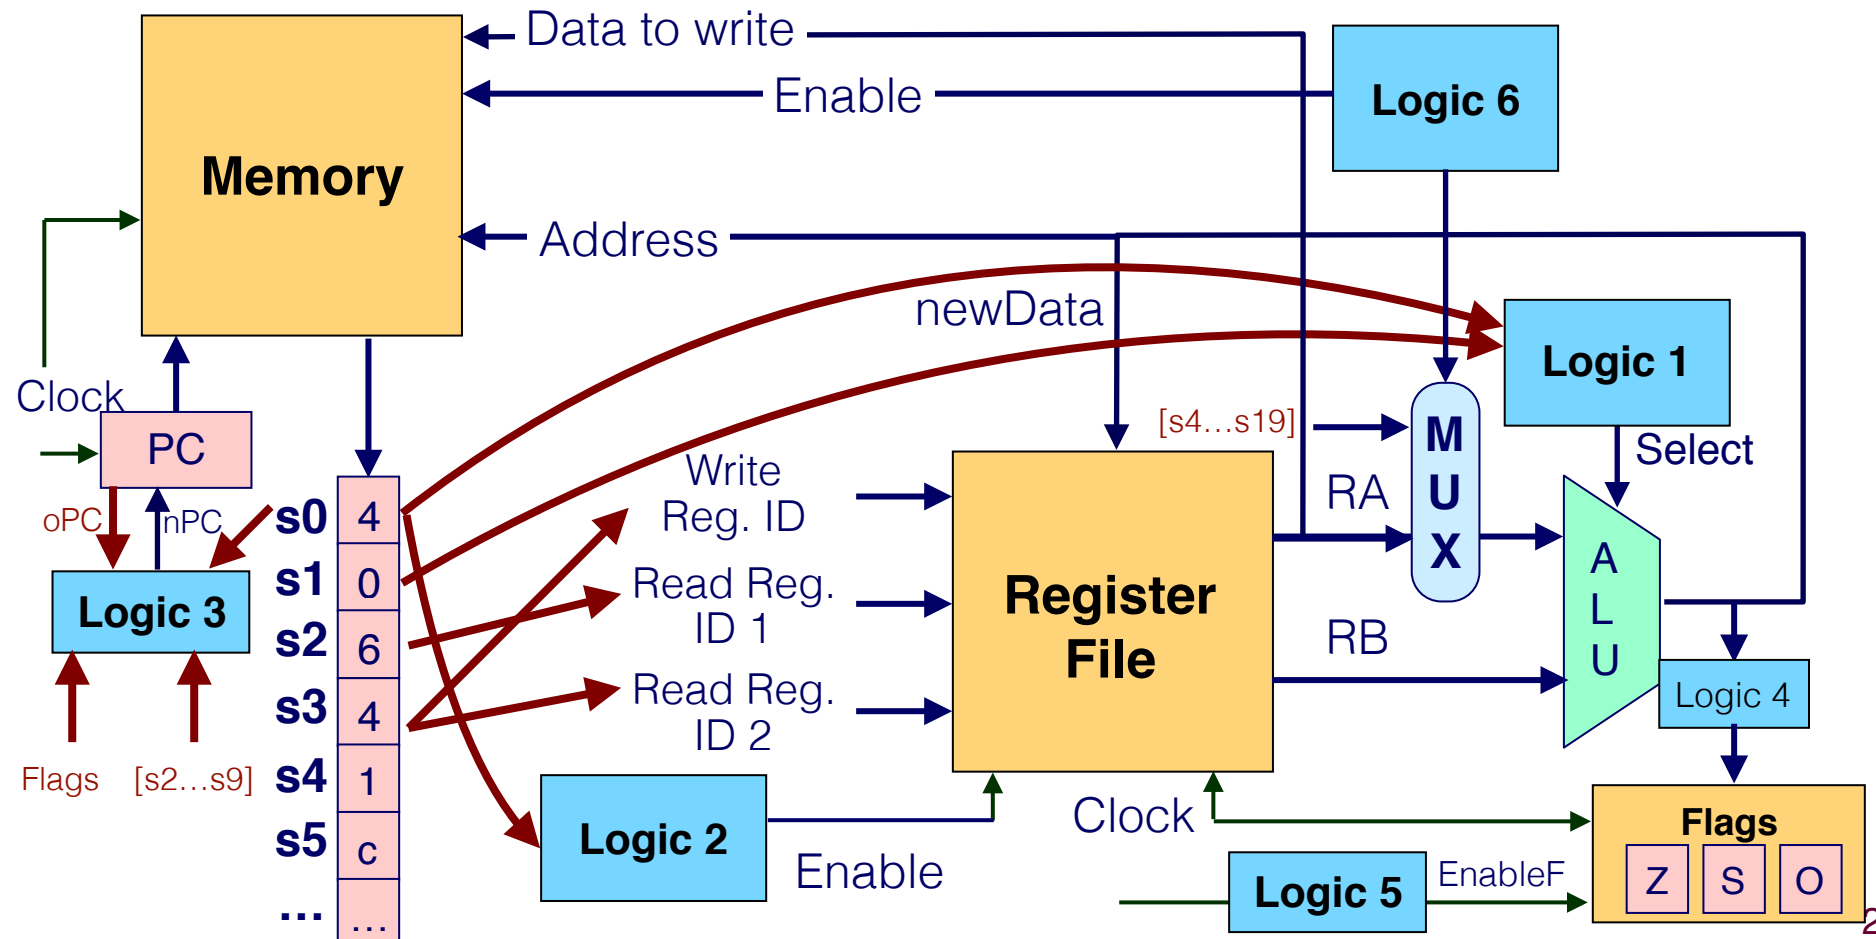 Data to write
Enable
Logic 6
Memory
Address
newData
Logic 1
Clock
[s4...s19]
Select
PC
Write
Reg. ID
RA
M
U
X
oPC
nPC
s0
4
s1
0
Read Reg.
ID 1
Register
File
A
L
U
Logic 3
s2
6
RB
s3
4
Read Reg.
ID 2
Logic 4
Flags
[s2...s9]
s4
1
Clock
Flags
s5
c
Logic 2
Enable
Logic 5
EnableF
Z
S
O
...
...
2